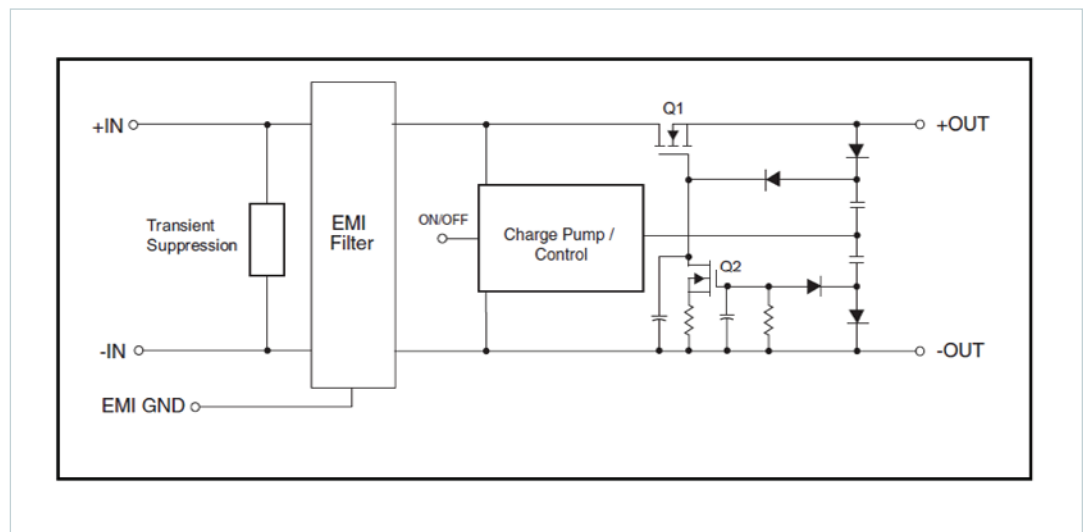 Q1
+IN
+OUT
Transient
Suppression
EMI
Filter
ON/OFF
Charge Pump /
Control
Q2
-IN
-OUT
EMI GND